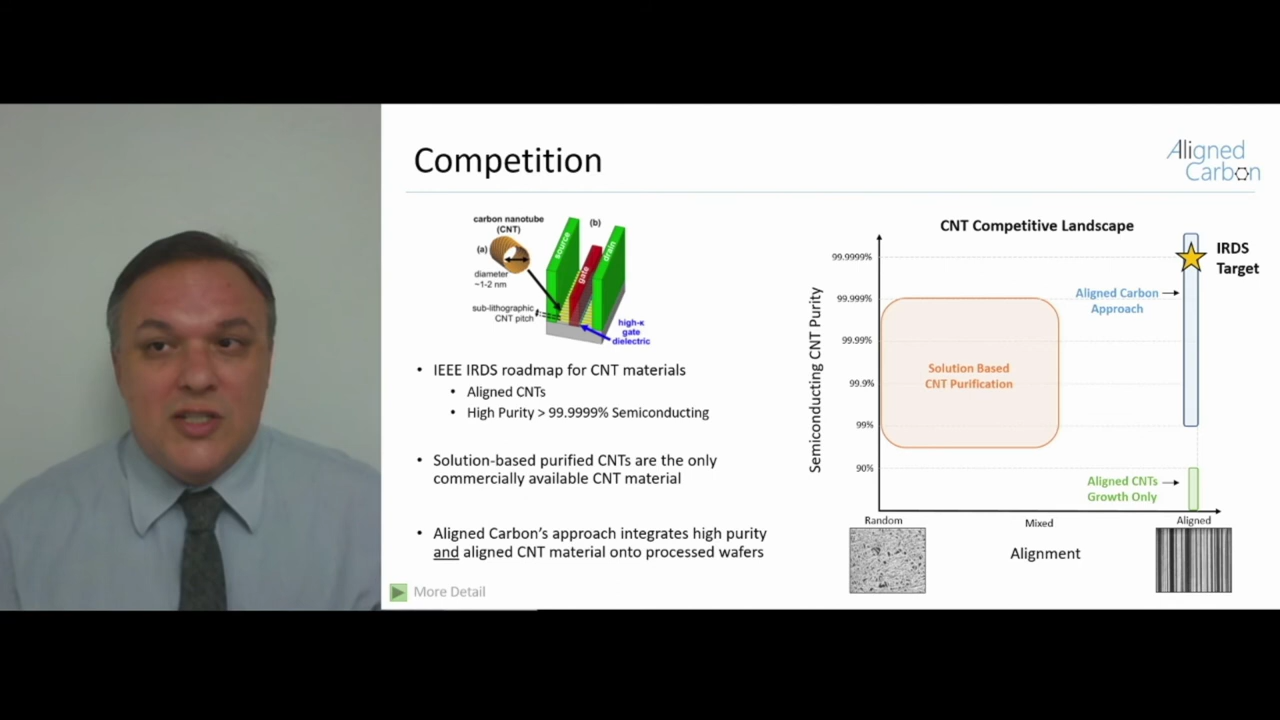 Competition
Aligned
Carbon
carbon nanotube
(CNT)
(a)
(b)
diameter
~1-2 nm
sub-lithographic
CNT pitch
source
gate
drain
high-κ
gate
dielectric
• IEEE IRDS roadmap for CNT materials
• Aligned CNTs
• High Purity > 99.9999% Semiconducting
• Solution-based purified CNTs are the only
commercially available CNT material
• Aligned Carbon's approach integrates high purity
and aligned CNT material onto processed wafers
More Detail
CNT Competitive Landscape
Semiconducting CNT Purity
99.9999%
99.999%
99.99%
99.9%
99%
90%
IRDS
Target
Aligned Carbon
Approach
Solution Based
CNT Purification
Aligned CNTs
Growth Only
Random
Mixed
Aligned
Alignment